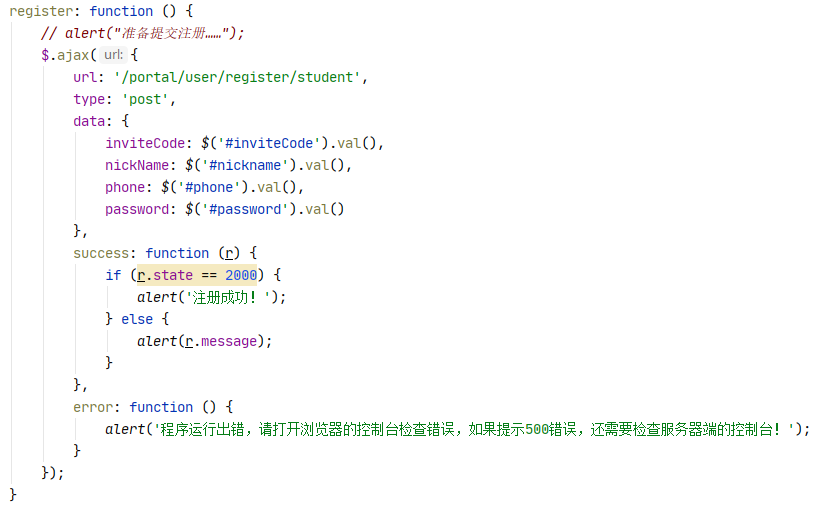 register: function () {
    // alert("准备提交注册……");
    $.ajax( url: {
        url: '/portal/user/register/student',
        type: 'post',
        data: {
            inviteCode: $('#inviteCode').val(),
            nickName: $('#nickname').val(),
            phone: $('#phone').val(),
            password: $('#password').val()
        },
        success: function (r) {
            if (r.state == 2000) {
                alert('注册成功！');
            } else {
                alert(r.message);
            }
        },
        error: function () {
            alert('程序运行出错，请打开浏览器的控制台检查错误，如果提示500错误，还需要检查服务器端的控制台！');
        }
    });
}